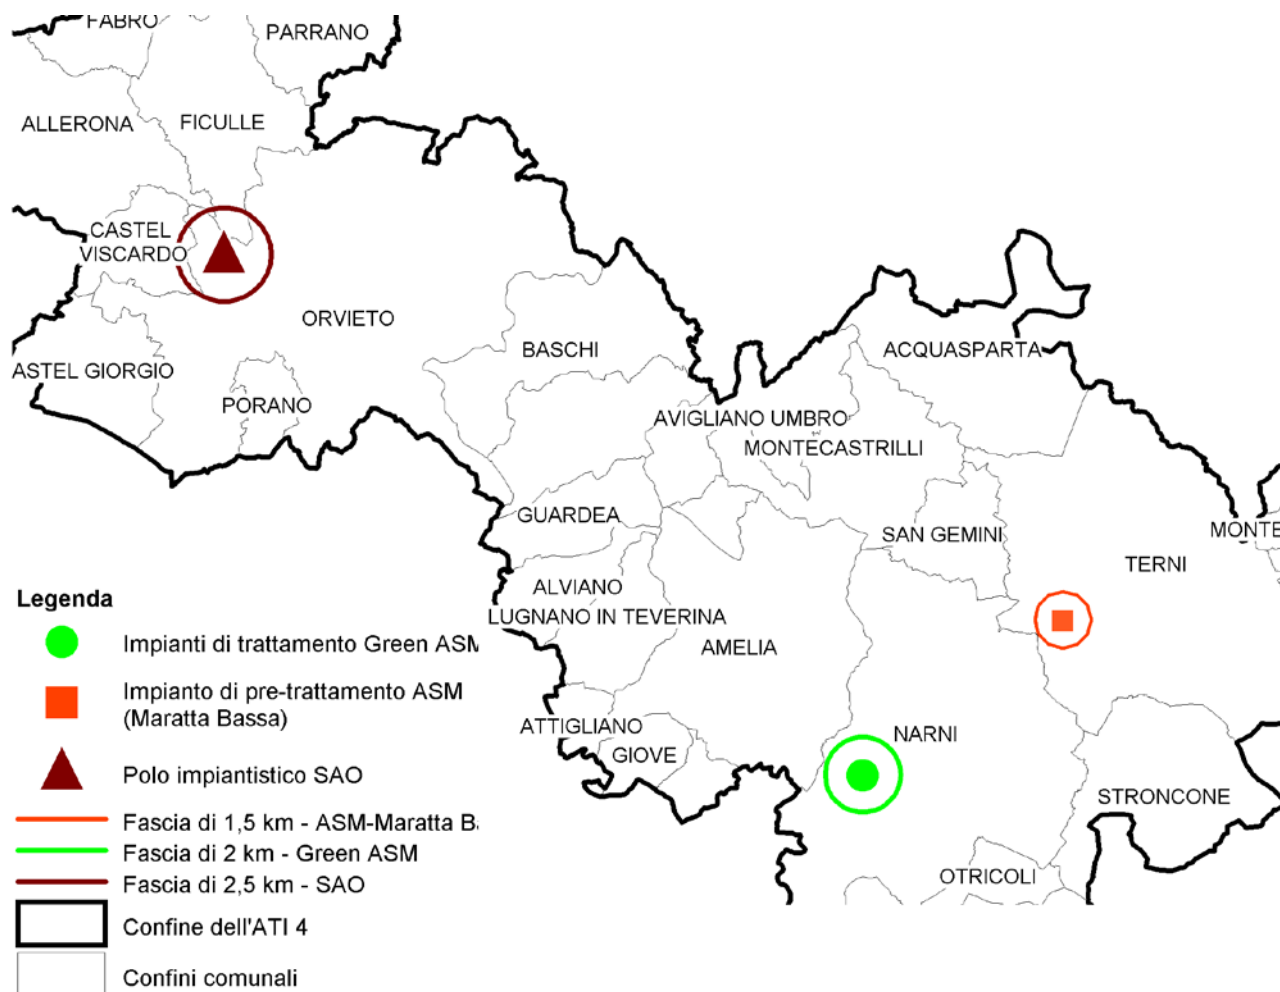 FABRO
PARRANO
ALLERONA
FICULLE
CASTEL
VISCARDO
ORVIETO
BASCHI
ACQUASPARTA
ASTEL GIORGIO
PORANO
AVIGLIANO UMBRO
MONTECASTRILLI
GUARDEA
SAN GEMINI
MONTE
TERNI
ALVIANO
LUGNANO IN TEVERINA
AMELIA
ATTIGLIANO
NARNI
GIOVE
STRONCONE
OTRICOLI
Legenda
Impianti di trattamento Green ASM
Impianto di pre-trattamento ASM
(Maratta Bassa)
Polo impiantistico SAO
Fascia di 1,5 km - ASM-Maratta Ba
Fascia di 2 km - Green ASM
Fascia di 2,5 km - SAO
Confine dell'ATI 4
Confini comunali